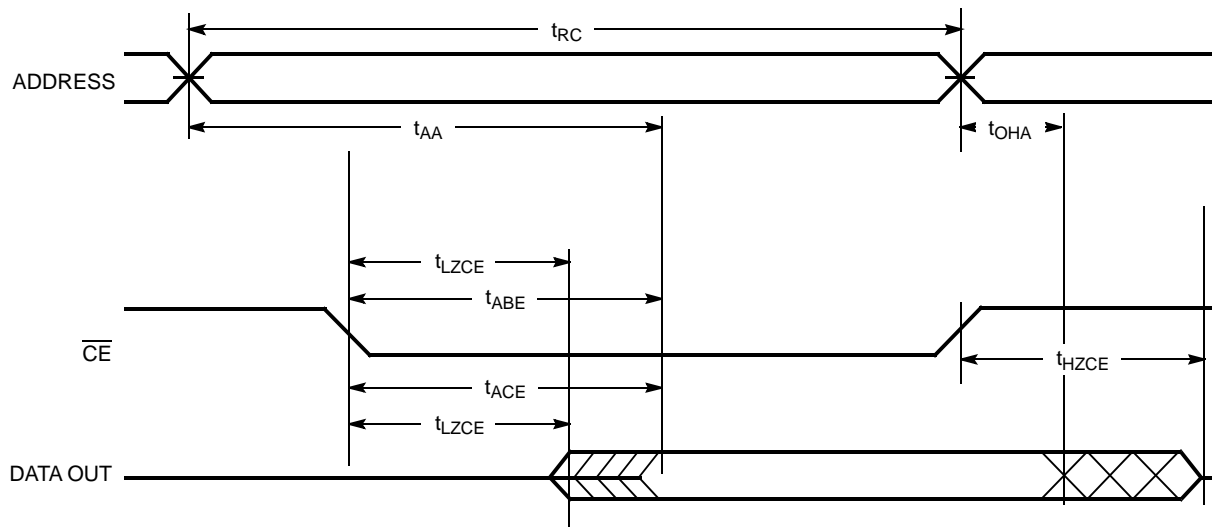 tRC
ADDRESS
tAA
tOHA
tLZCE
tABE
CE
tHZCE
tACE
tLZCE
DATA OUT